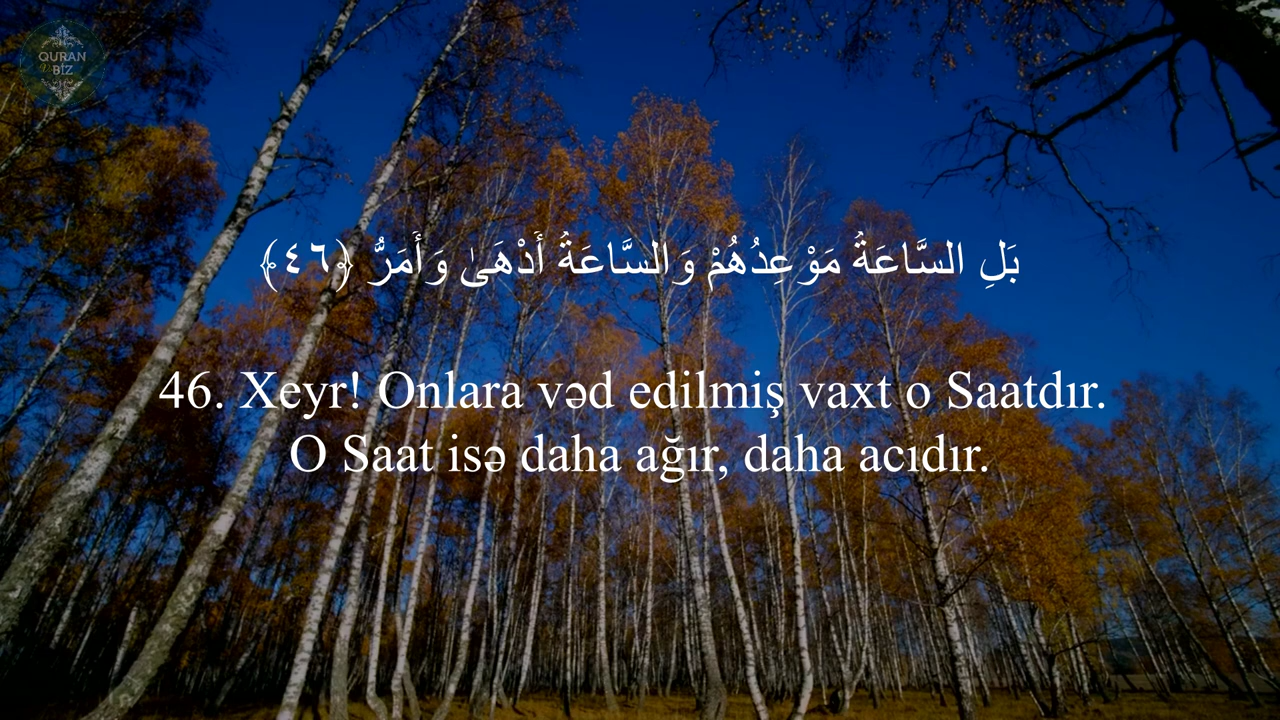 QURAN
BİZ
بَلِ السَّاعَةُ مَوْعِدُهُمْ وَالسَّاعَةُ أَدْهَىٰ وَأَمَرُّ ﴿٤٦﴾
46. Xeyr! Onlara vəd edilmiş vaxt o Saatdır.
O Saat isə daha ağır, daha acıdır.